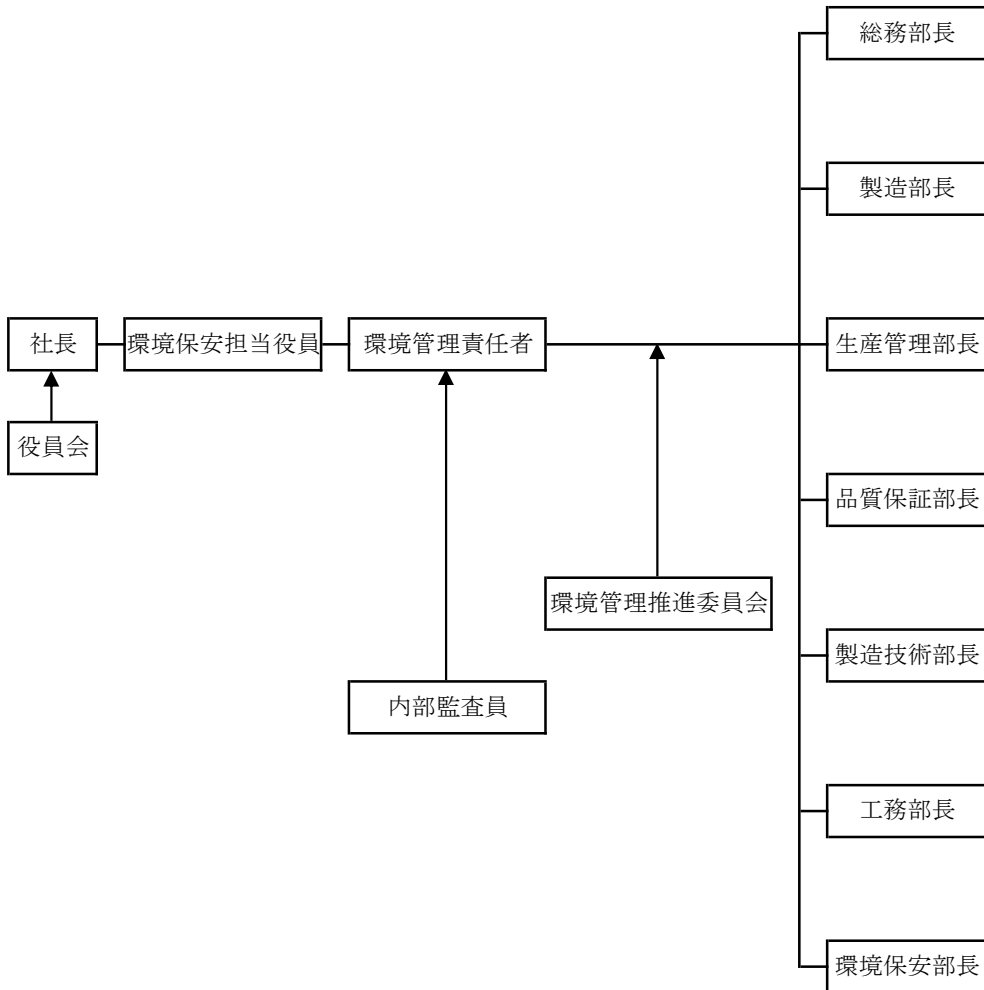 総務部長
製造部長
社長
環境保安担当役員
環境管理責任者
生産管理部長
役員会
品質保証部長
環境管理推進委員会
製造技術部長
内部監査員
工務部長
環境保安部長